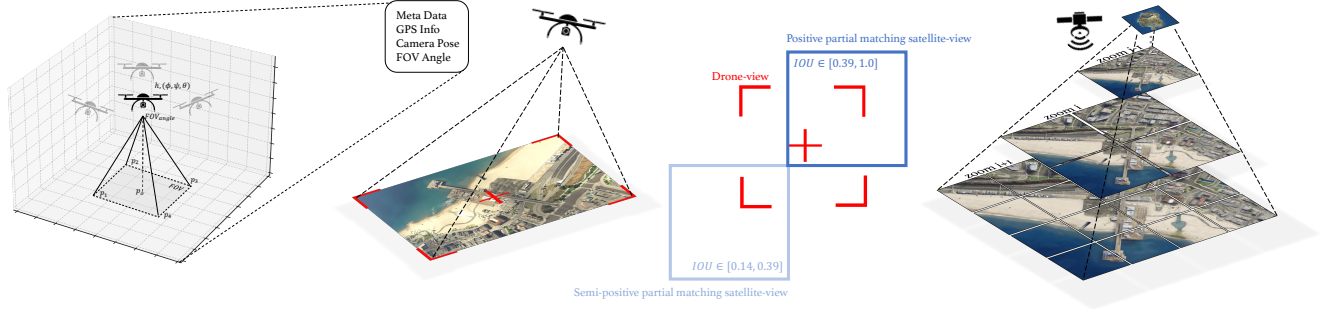 Meta Data
GPS Info
Camera Pose
FOV Angle
h, (ϕ, ψ, θ)
FOV_angle
p₂
p₃
FOV
p₁
p₄
Drone-view
Positive partial matching satellite-view
IOU ∈ [0.39, 1.0]
IOU ∈ [0.14, 0.39]
Semi-positive partial matching satellite-view
zoom i
zoom i+1